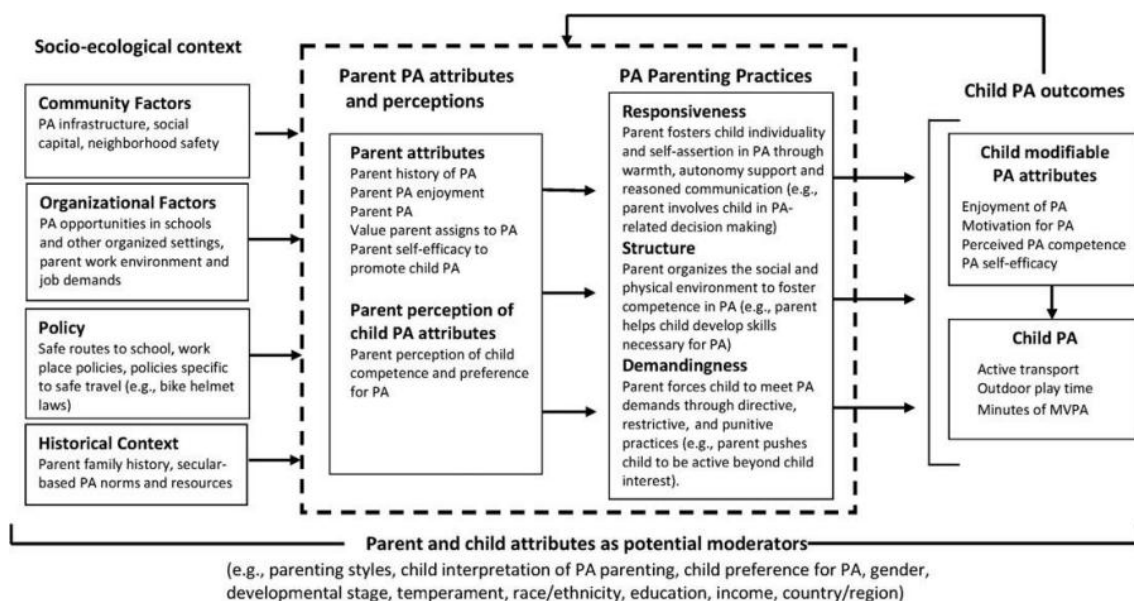 Socio-ecological context
Community Factors
PA infrastructure, social
capital, neighborhood safety
Organizational Factors
PA opportunities in schools
and other organized settings,
parent work environment and
job demands
Policy
Safe routes to school, work
place policies, policies specific
to safe travel (e.g., bike helmet
laws)
Historical Context
Parent family history, secular-
based PA norms and resources
Parent PA attributes
and perceptions
Parent attributes
Parent history of PA
Parent PA enjoyment
Parent PA
Value parent assigns to PA
Parent self-efficacy to
promote child PA
Parent perception of
child PA attributes
Parent perception of child
competence and preference
for PA
PA Parenting Practices
Responsiveness
Parent fosters child individuality
and self-assertion in PA through
warmth, autonomy support and
reasoned communication (e.g.,
parent involves child in PA-
related decision making)
Structure
Parent organizes the social and
physical environment to foster
competence in PA (e.g., parent
helps child develop skills
necessary for PA)
Demandingness
Parent forces child to meet PA
demands through directive,
restrictive, and punitive
practices (e.g., parent pushes
child to be active beyond child
interest).
Child PA outcomes
Child modifiable
PA attributes
Enjoyment of PA
Motivation for PA
Perceived PA competence
PA self-efficacy
Child PA
Active transport
Outdoor play time
Minutes of MVPA
Parent and child attributes as potential moderators
(e.g., parenting styles, child interpretation of PA parenting, child preference for PA, gender,
developmental stage, temperament, race/ethnicity, education, income, country/region)